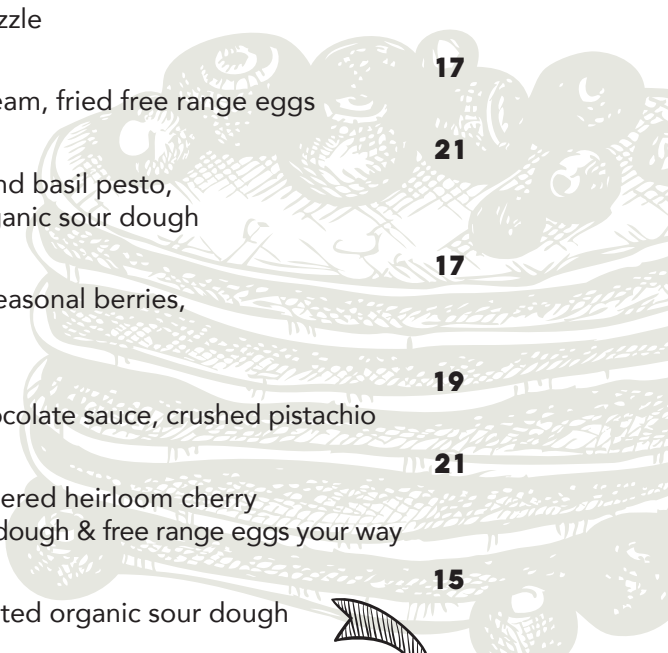 zzle
17
eam, fried free range eggs
21
nd basil pesto,
ganic sour dough
17
easonal berries,
19
ocolate sauce, crushed pistachio
21
ered heirloom cherry
dough & free range eggs your way
15
ted organic sour dough